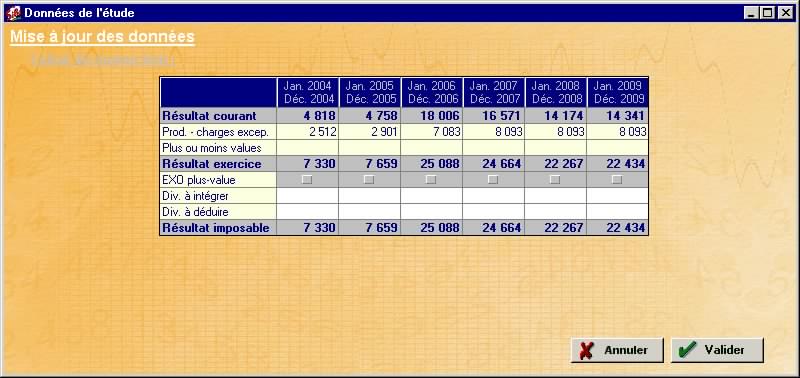 Données de l'étude
Mise à jour des données
Jan. 2004 Jan. 2005 Jan. 2006 Jan. 2007 Jan. 2008 Jan. 2009
Déc. 2004 Déc. 2005 Déc. 2006 Déc. 2007 Déc. 2008 Déc. 2009
Résultat courant 4 818 4 758 18 006 16 571 14 174 14 341
Prod. - charges excep. 2 512 2 901 7 083 8 093 8 093 8 093
Plus ou moins values
Résultat exercice 7 330 7 659 25 088 24 664 22 267 22 434
EXO plus-value
Div. à intégrer
Div. à déduire
Résultat imposable 7 330 7 659 25 088 24 664 22 267 22 434
Annuler Valider